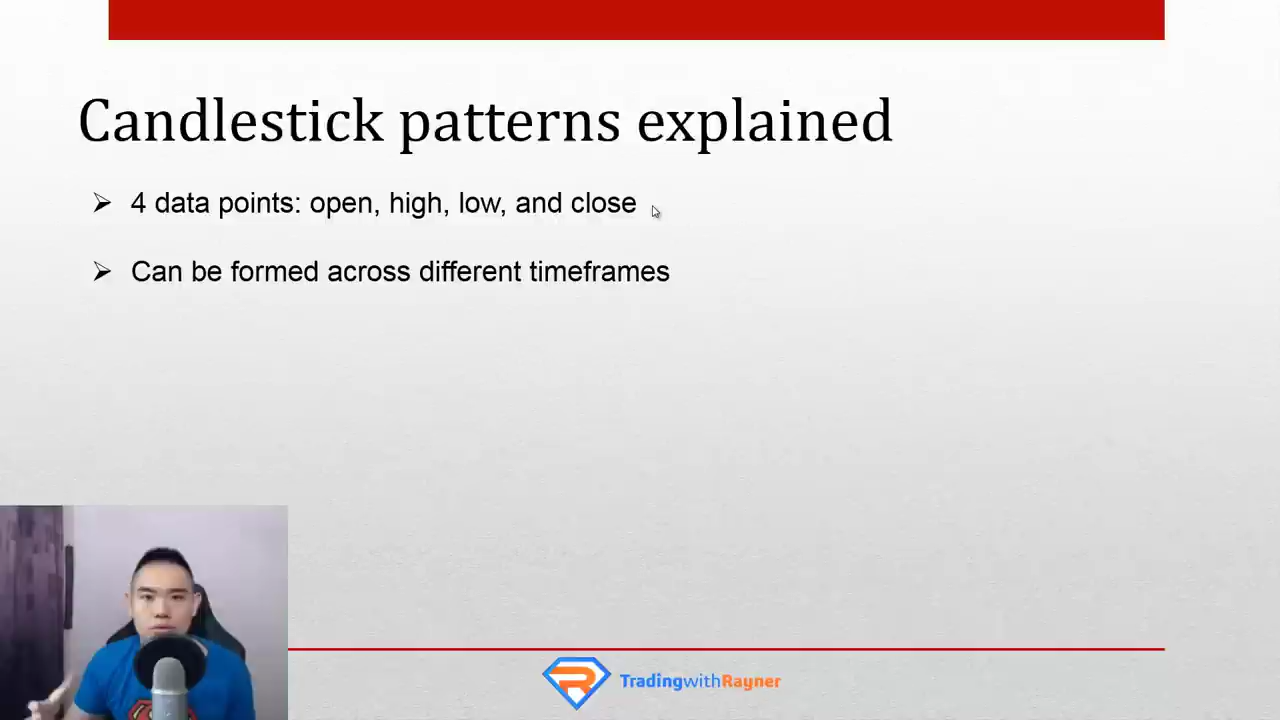 Candlestick patterns explained
4 data points: open, high, low, and close
Can be formed across different timeframes
TradingwithRayner